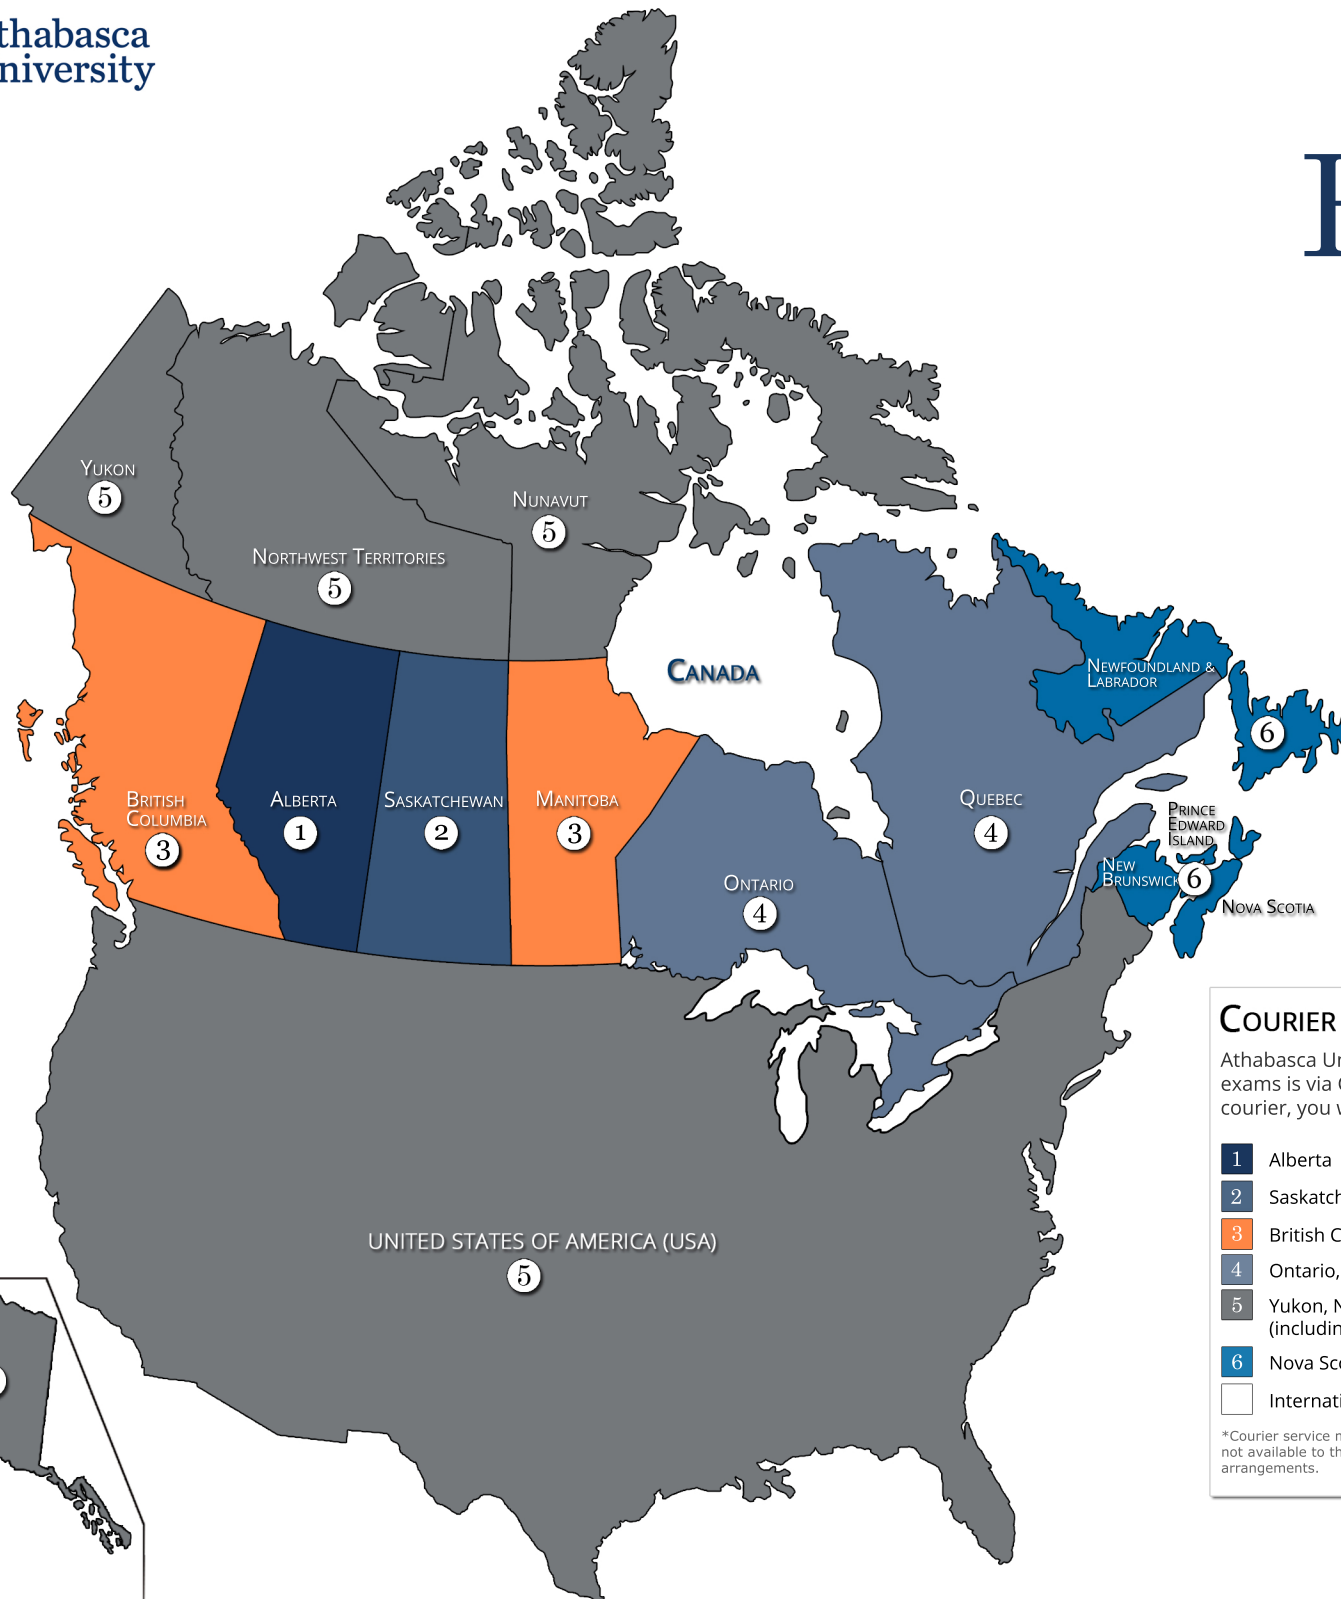 thabasca
niversity
Yukon
5
Nunavut
5
Northwest Territories
5
Canada
Newfoundland &
Labrador
6
British
Columbia
3
Alberta
1
Saskatchewan
2
Manitoba
3
Ontario
4
Quebec
4
Prince
Edward
Island
New
Brunswick
6
Nova Scotia
United States of America (USA)
5
Courier
Athabasca Un
exams is via
courier, you
1 Alberta
2 Saskatch
3 British C
4 Ontario,
5 Yukon, N
(includin
6 Nova Sco
Internati
*Courier service
not available to th
arrangements.